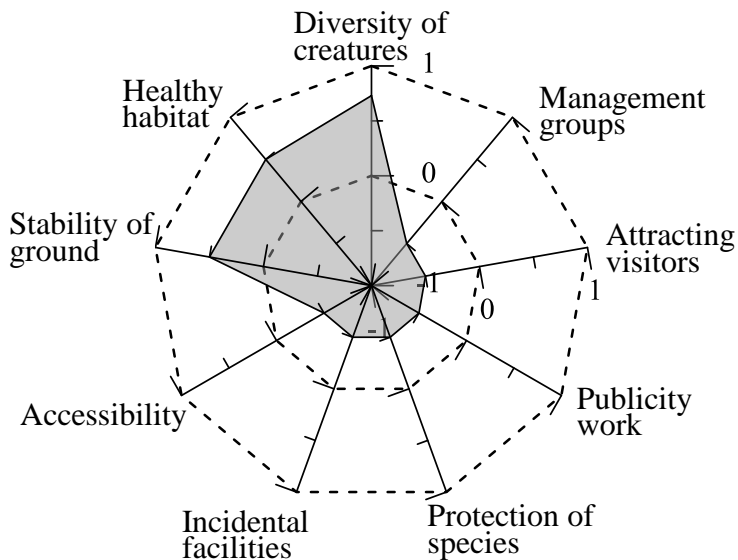 Diversity of
creatures
1
Healthy
habitat
Management
groups
0
Stability of
ground
Attracting
visitors
-1
0
1
-1
Accessibility
Publicity
work
Incidental
facilities
Protection of
species